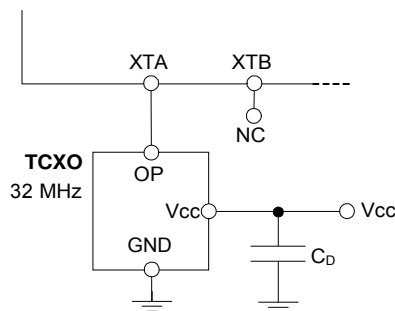 XTA
XTB
NC
TCXO
32 MHz
OP
Vcc
Vcc
GND
CD